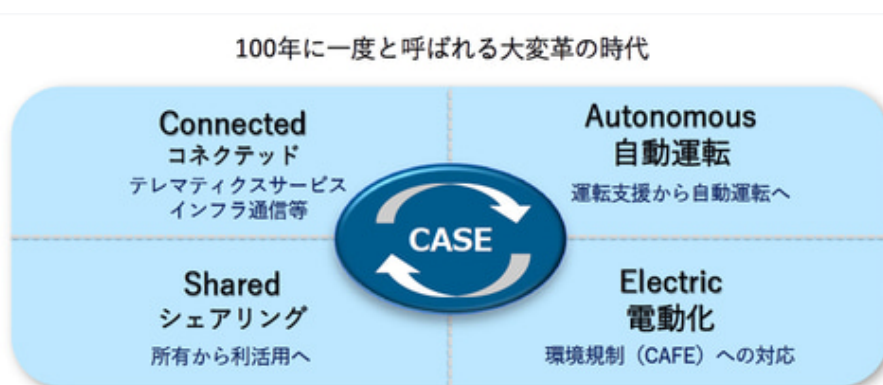 100年に一度と呼ばれる大変革の時代
Connected
コネクテッド
テレマティクスサービス
インフラ通信等
Autonomous
自動運転
運転支援から自動運転へ
CASE
Shared
シェアリング
所有から利活用へ
Electric
電動化
環境規制（CAFE）への対応